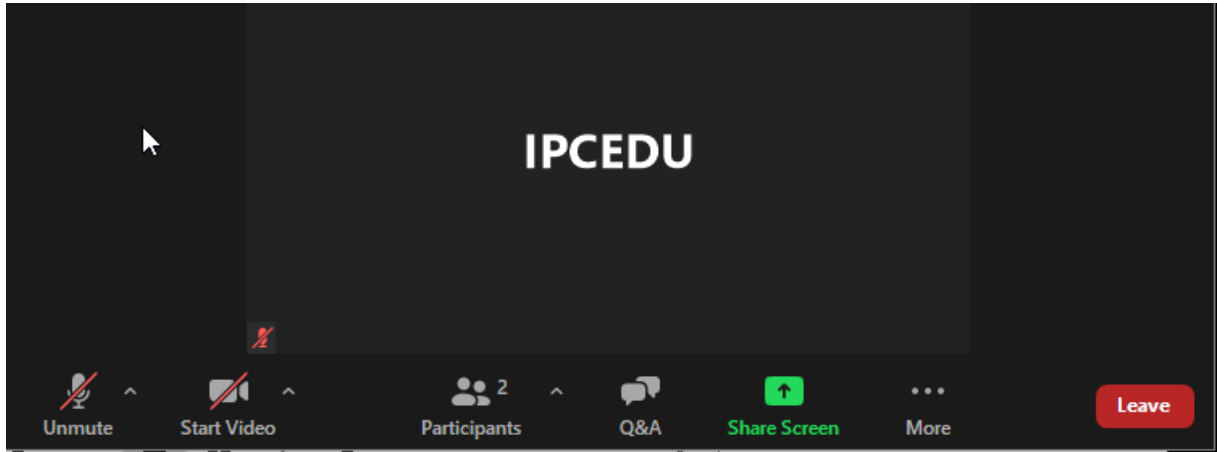 IPCEDU
2
Unmute
Start Video
Participants
Q&A
Share Screen
More
Leave